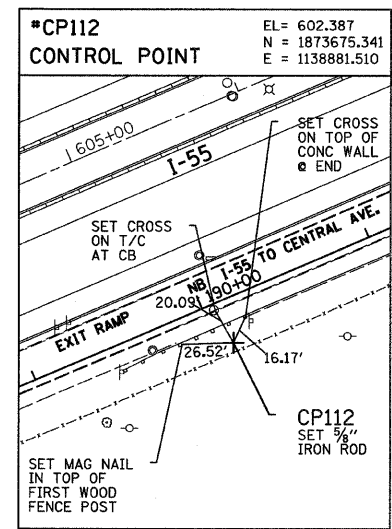 #CP112
CONTROL POINT
EL= 602.387
N = 1873675.341
E = 1138881.510
605+00
I-55
SET CROSS
ON TOP OF
CONC WALL
@ END
SET CROSS
ON T/C
AT CB
NB I-55 TO CENTRAL AVE.
190+00
20.09'
EXIT RAMP
26.52'
16.17'
CP112
SET 5/8"
IRON ROD
SET MAG NAIL
IN TOP OF
FIRST WOOD
FENCE POST